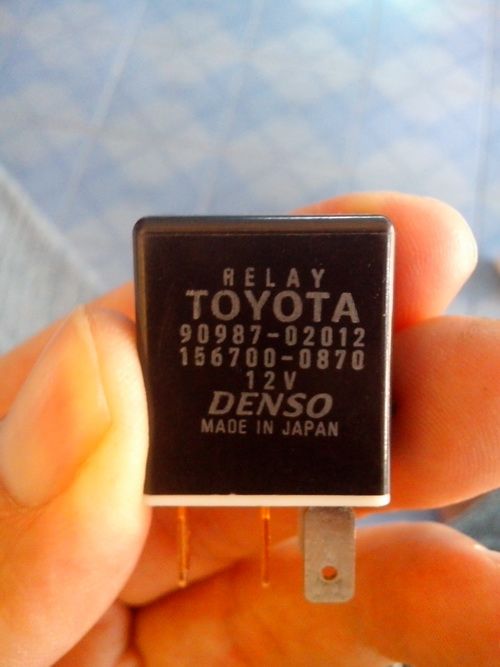 RELAY
TOYOTA
90987-02012
156700-0870
12V
DENSO
MADE IN JAPAN